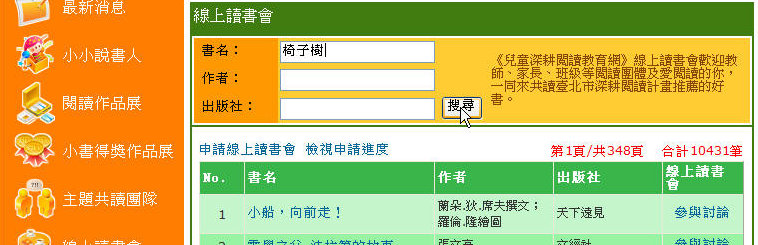 最新消息
小小說書人
閱讀作品展
小書得獎作品展
主題共讀團隊
線上讀書會
線上讀書會
書名：
椅子樹
作者：
出版社：
搜尋
《兒童深耕閱讀教育網》線上讀書會歡迎教
師、家長、班級等閱讀團體及愛閱讀的你，
一同來共讀臺北市深耕閱讀計畫推薦的好
書。
申請線上讀書會 檢視申請進度
第1頁/共348頁 合計10431筆
No. 書名 作者 出版社 線上讀書會
1 小船，向前走！ 蘭朵.狄.席夫撰文；羅倫.隆繪圖 天下遠見 參與討論